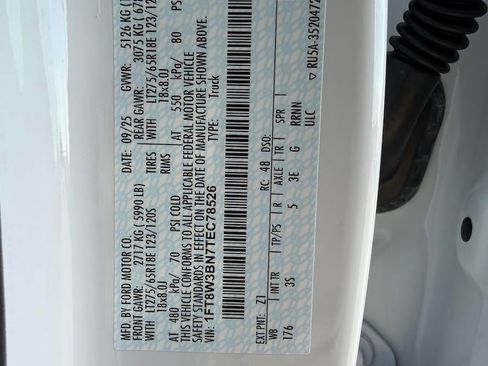 MFD. BY FORD MOTOR CO.
DATE: 09/25
GVWR: 5126 KG
FRONT GAWR: 2717 KG ( 5990 LB)
REAR GAWR: 3075 KG
LT275/65R18E 123/120S
TIRES WITH LT275/65R18E 123/120
18x8.0J
RIMS 18x8.0J
AT 480 kPa/ 70 PSI COLD
AT 550 kPa/ 80
THIS VEHICLE CONFORMS TO ALL APPLICABLE FEDERAL MOTOR VEHICLE
SAFETY STANDARDS IN EFFECT ON THE DATE OF MANUFACTURE SHOWN ABOVE.
VIN: 1FT8W3BN7TEC78526
TYPE: Truck
EXT PNT: Z1
RC: 48 DSO:
WB INT TR TP/PS R AXLE TR SPR
176 3S 5 3E G RRNN
ULC
RU5A-3520472